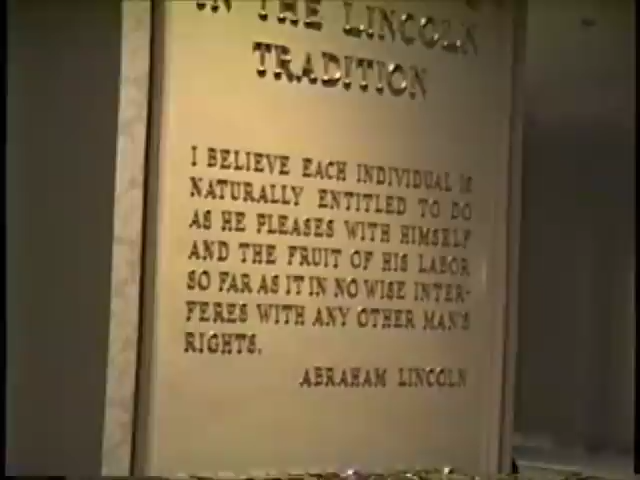 IN THE LINCOLN
TRADITION
I BELIEVE EACH INDIVIDUAL IS
NATURALLY ENTITLED TO DO
AS HE PLEASES WITH HIMSELF
AND THE FRUIT OF HIS LABOR
SO FAR AS IT IN NO WISE INTER-
FERES WITH ANY OTHER MAN'S
RIGHTS.
ABRAHAM LINCOLN